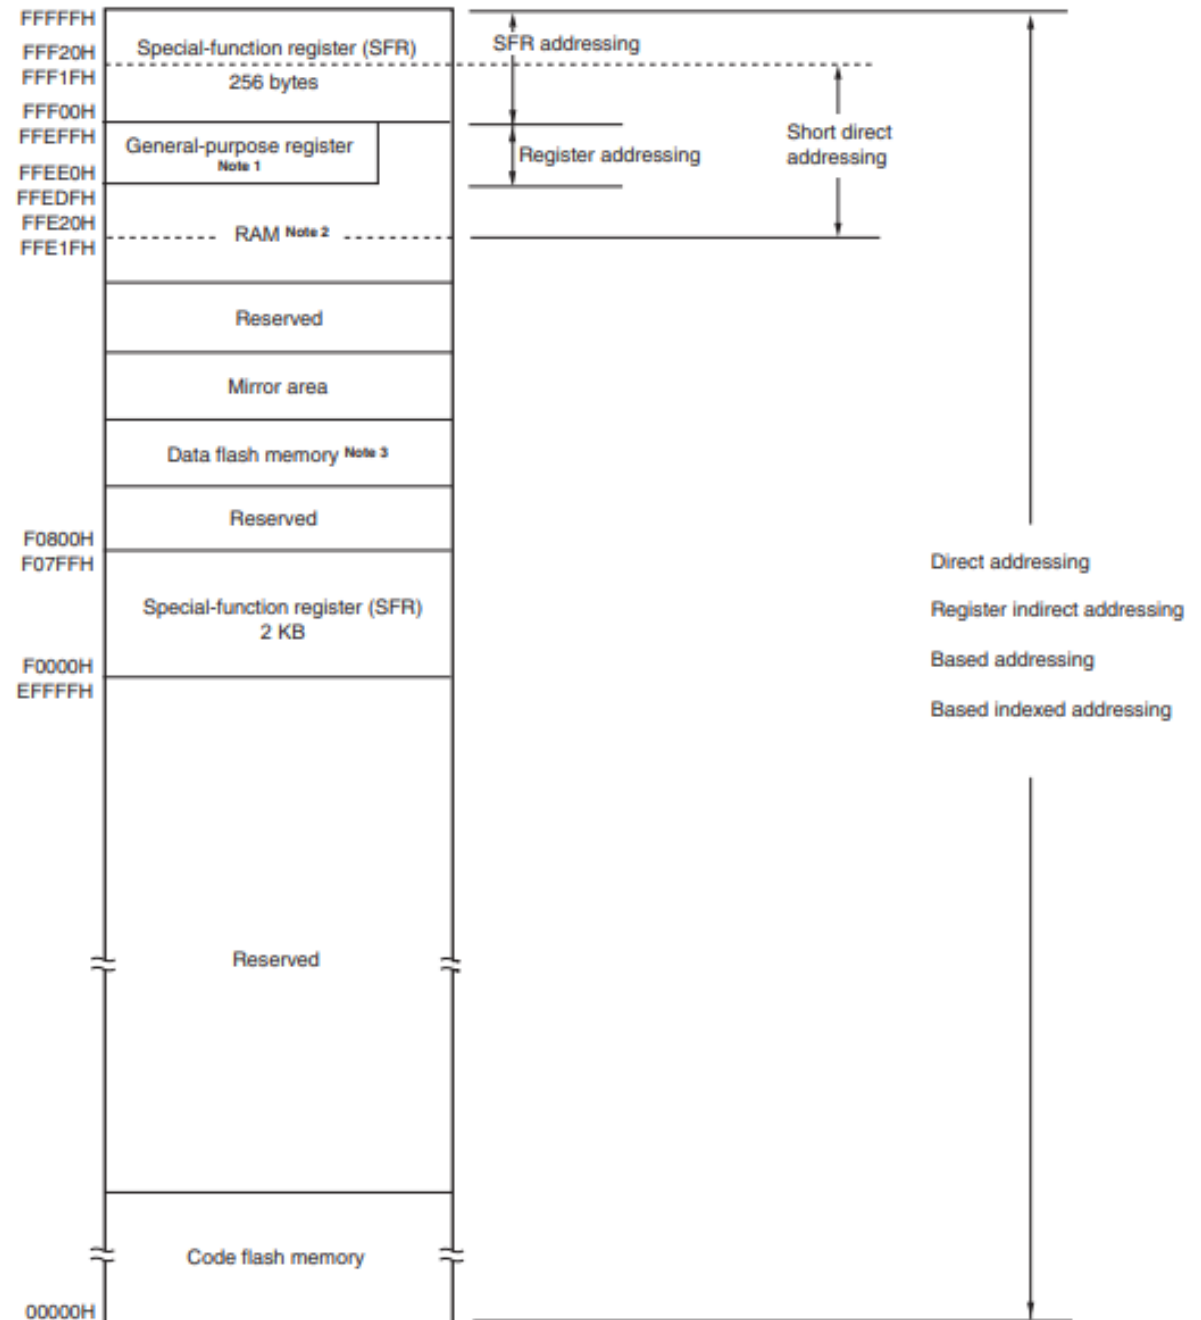 FFFFFH
FFF20H
FFF1FH
FFF00H
FFEFFH
FFEE0H
FFEDFH
FFE20H
FFE1FH
F0800H
F07FFH
F0000H
EFFFFH
00000H
Special-function register (SFR)
256 bytes
General-purpose register
Note 1
RAM Note 2
Reserved
Mirror area
Data flash memory Note 3
Reserved
Special-function register (SFR)
2 KB
Reserved
Code flash memory
SFR addressing
Register addressing
Short direct
addressing
Direct addressing
Register indirect addressing
Based addressing
Based indexed addressing